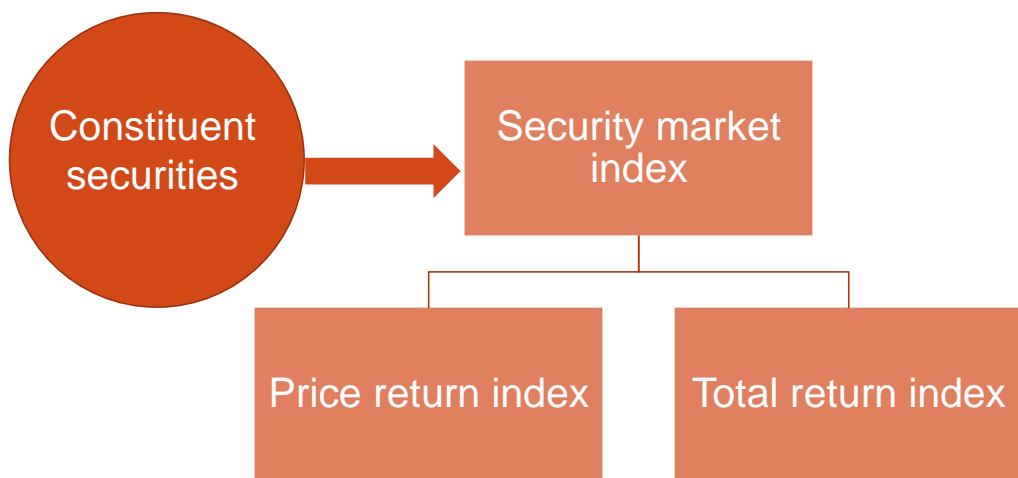 Constituent
securities
Security market
index
Price return index
Total return index